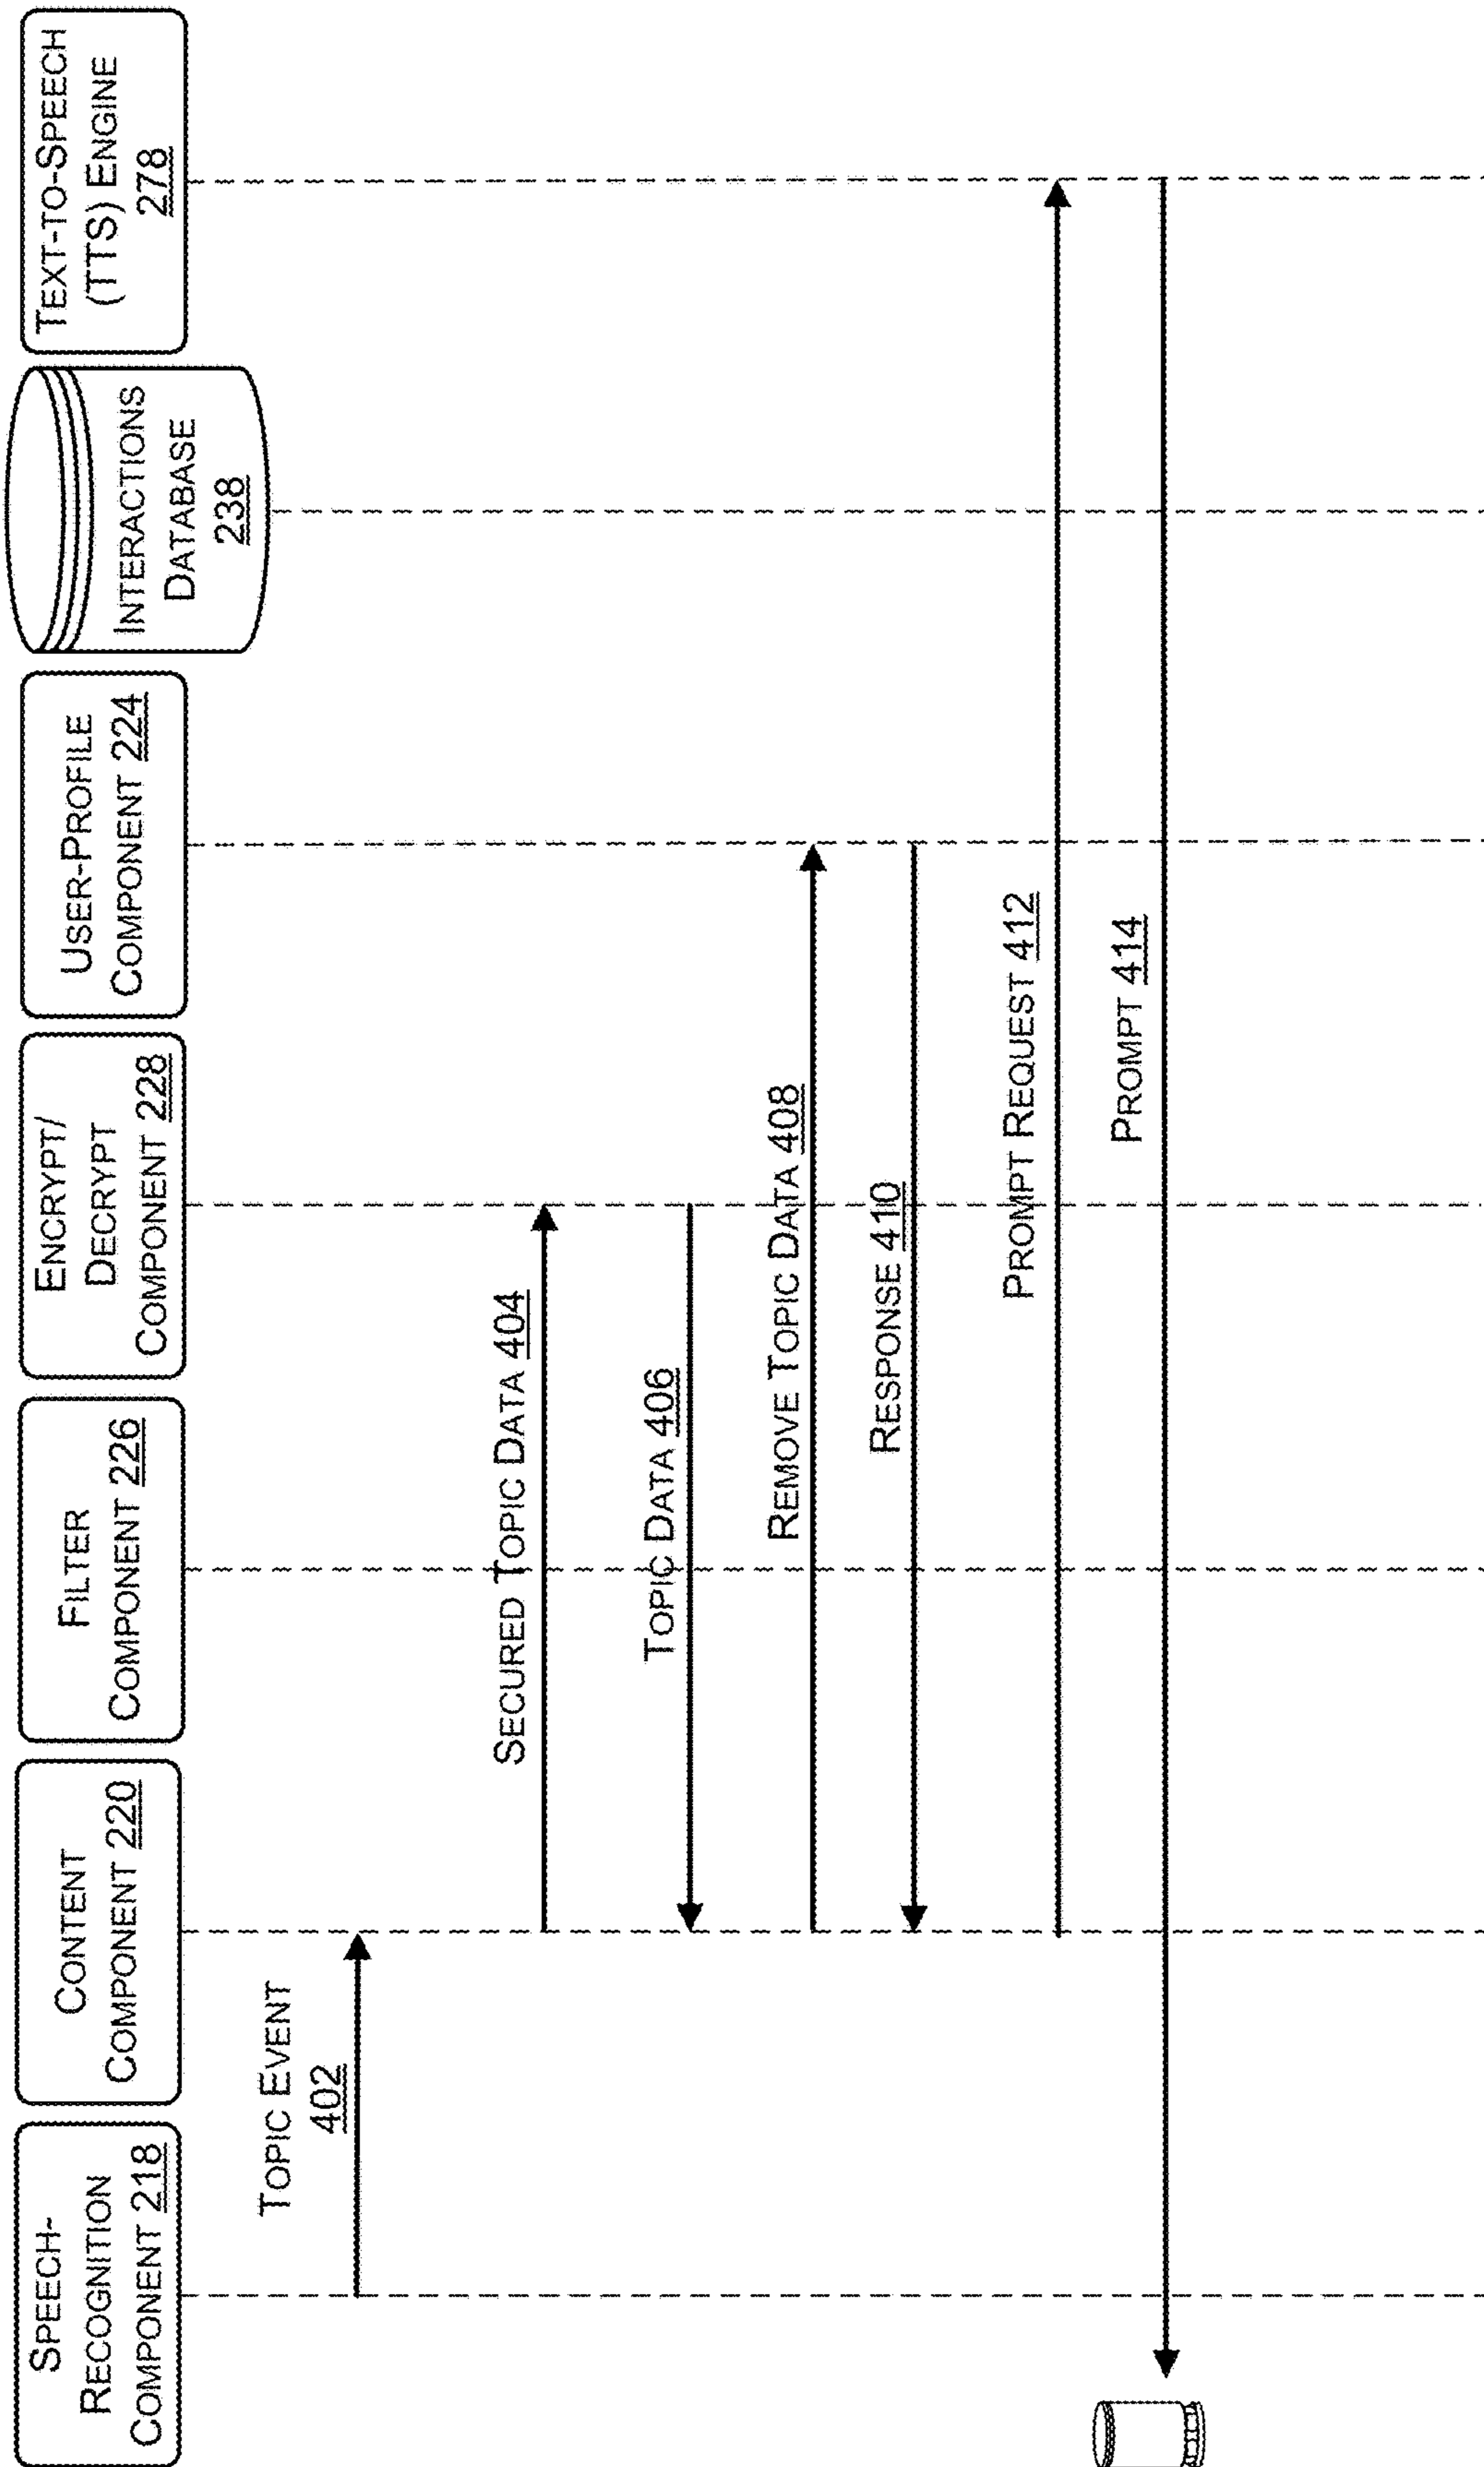 SPEECH-
RECOGNITION
COMPONENT 218
CONTENT
COMPONENT 220
FILTER
COMPONENT 226
ENCRYPT/
DECRYPT
COMPONENT 228
USER-PROFILE
COMPONENT 224
INTERACTIONS
DATABASE
238
TEXT-TO-SPEECH
(TTS) ENGINE
278
TOPIC EVENT
402
SECURED TOPIC DATA 404
TOPIC DATA 406
REMOVE TOPIC DATA 408
RESPONSE 410
PROMPT REQUEST 412
PROMPT 414